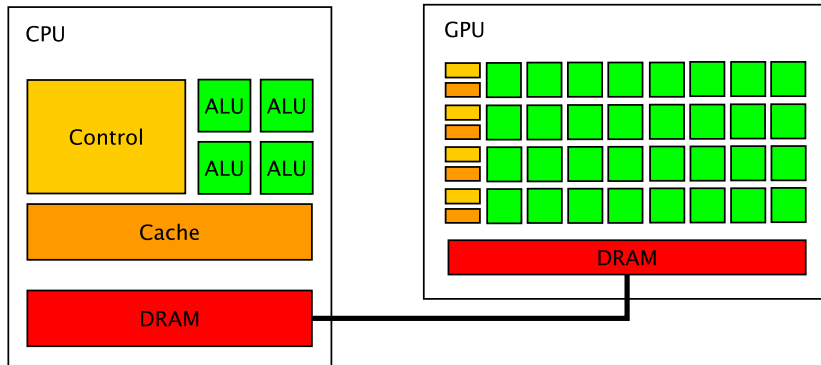 CPU
Control
ALU ALU
ALU ALU
Cache
DRAM
GPU
DRAM